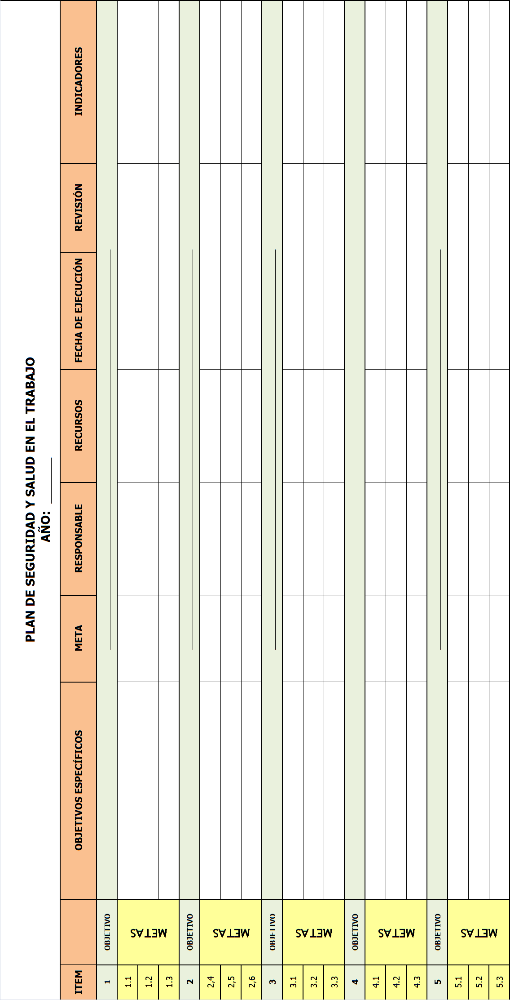 PLAN DE SEGURIDAD Y SALUD EN EL TRABAJO
AÑO: ________
ITEM OBJETIVOS ESPECÍFICOS META RESPONSABLE RECURSOS FECHA DE EJECUCIÓN REVISIÓN INDICADORES
1 OBJETIVO
METAS
1.1
1.2
1.3
2 OBJETIVO
METAS
2,4
2,5
2,6
3 OBJETIVO
METAS
3.1
3.2
3.3
4 OBJETIVO
METAS
4.1
4.2
4.3
5 OBJETIVO
METAS
5.1
5.2
5.3